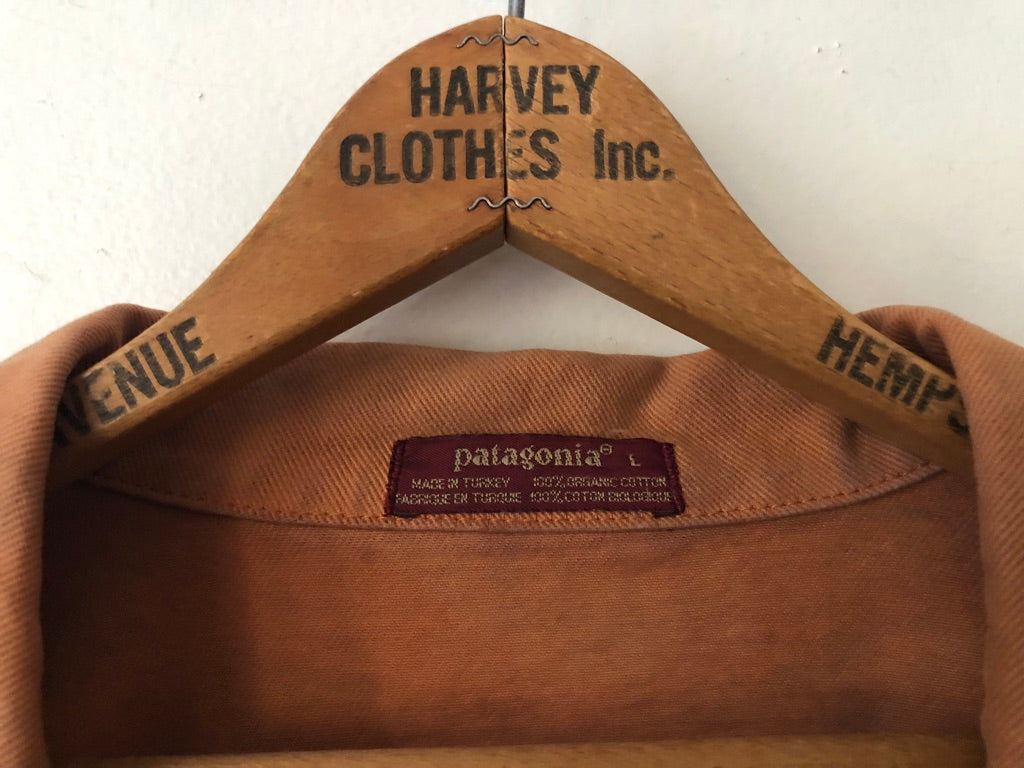 HARVEY
CLOTHES Inc.
VENUE
HEMPS
patagonia® L
MADE IN TURKEY 100% ORGANIC COTTON
FABRIQUE EN TURQUIE 100% COTON BIOLOGIQUE